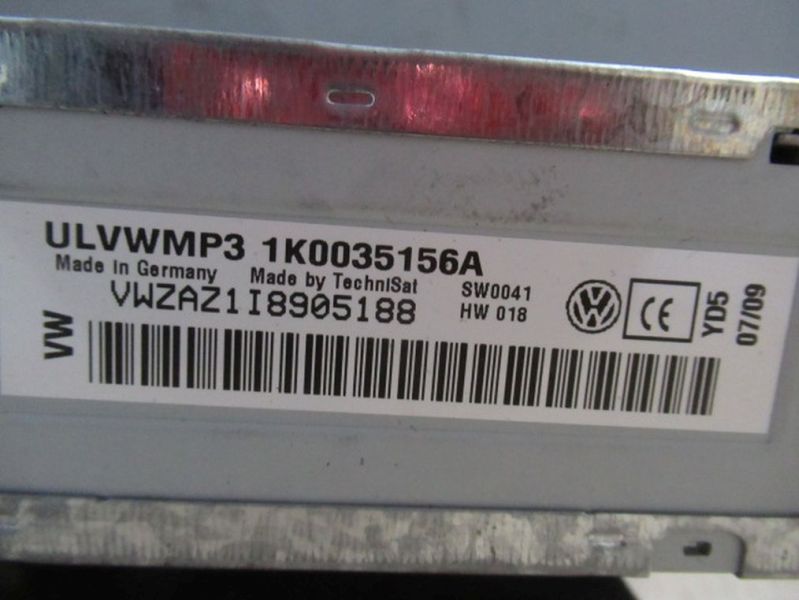 ULVWMP3 1K0035156A
Made in Germany Made by TechniSat
SW0041
VWZAZ1I8905188
HW 018
VW
CE
YD5
07/09